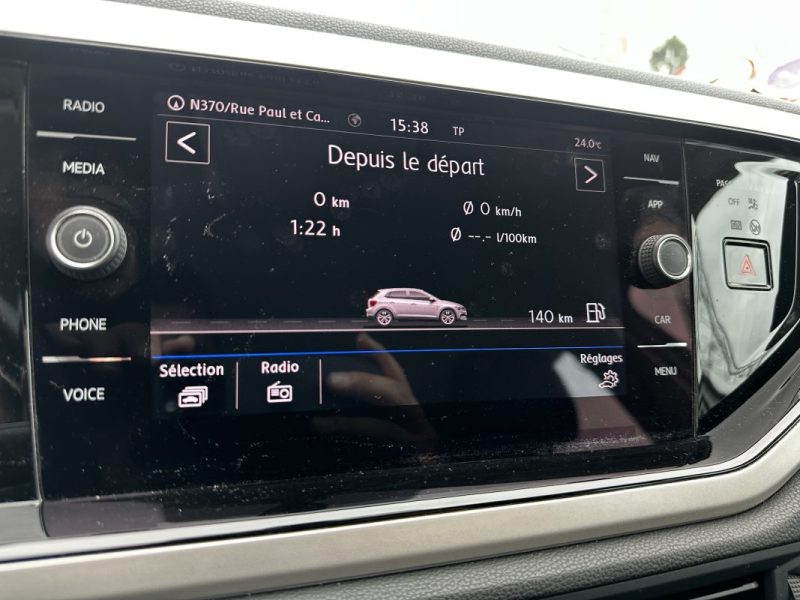 RADIO
MEDIA
PHONE
VOICE
N370/Rue Paul et Ca...
15:38
TP
24.0°C
<
Depuis le départ
>
0 km
Ø 0 km/h
1:22 h
Ø --.- l/100km
140 km
Sélection
Radio
Réglages
NAV
APP
CAR
MENU
OFF